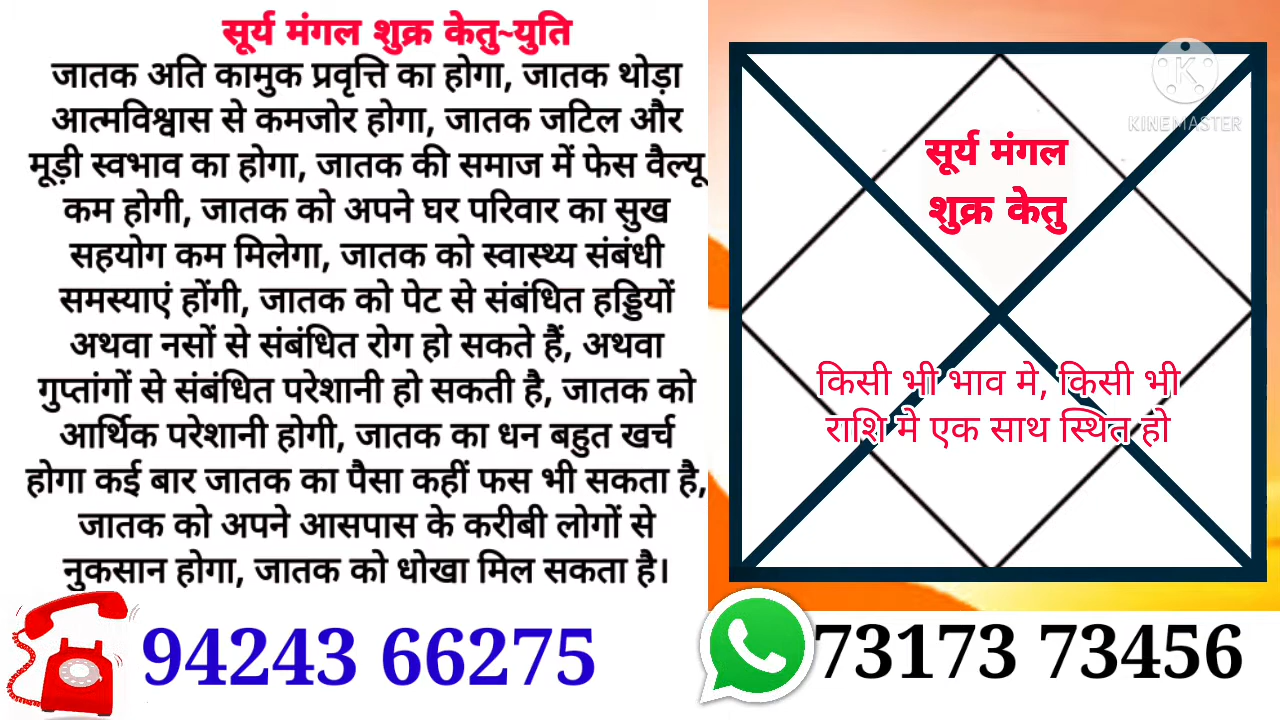 सूर्य मंगल शुक्र केतु~युति
जातक अति कामुक प्रवृत्ति का होगा, जातक थोड़ा
आत्मविश्वास से कमजोर होगा, जातक जटिल और
मूड़ी स्वभाव का होगा, जातक की समाज में फेस वैल्यू
कम होगी, जातक को अपने घर परिवार का सुख
सहयोग कम मिलेगा, जातक को स्वास्थ्य संबंधी
समस्याएं होंगी, जातक को पेट से संबंधित हड्डियों
अथवा नसों से संबंधित रोग हो सकते हैं, अथवा
गुप्तांगों से संबंधित परेशानी हो सकती है, जातक को
आर्थिक परेशानी होगी, जातक का धन बहुत खर्च
होगा कई बार जातक का पैसा कहीं फस भी सकता है,
जातक को अपने आसपास के करीबी लोगों से
नुकसान होगा, जातक को धोखा मिल सकता है।
94243 66275
KINEMASTER
सूर्य मंगल
शुक्र केतु
किसी भी भाव मे, किसी भी
राशि मे एक साथ स्थित हो
73173 73456